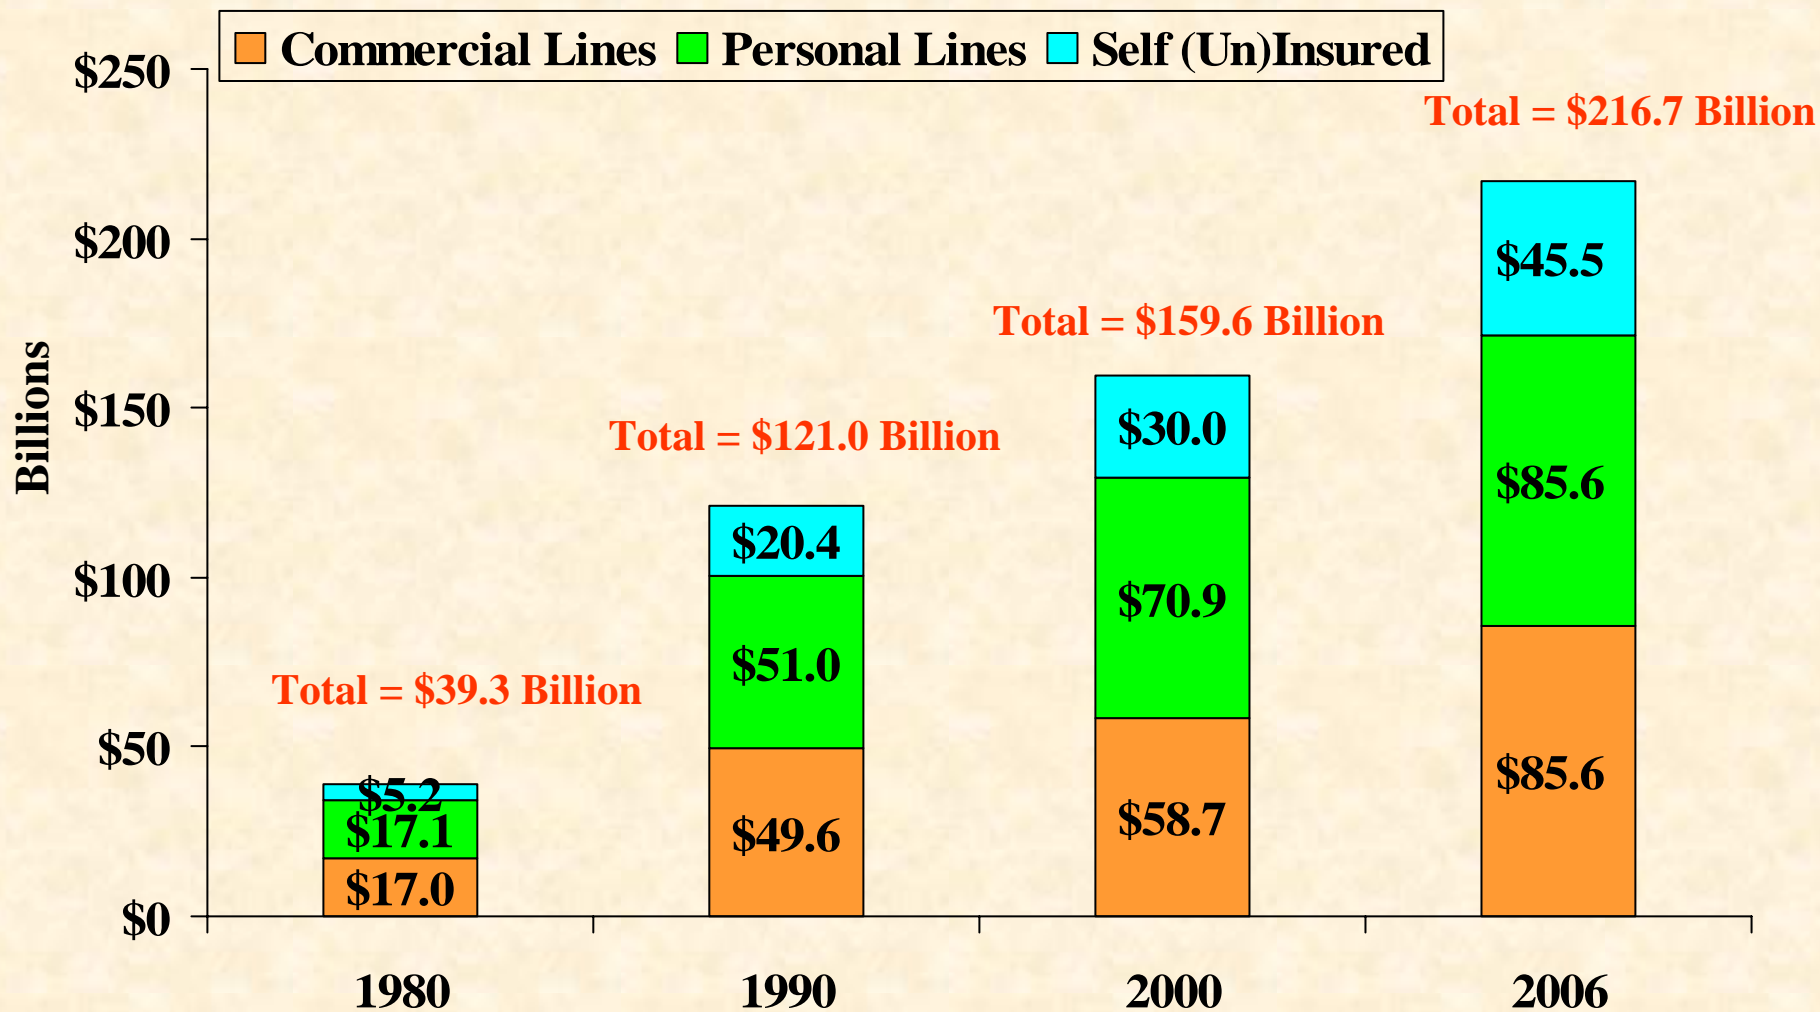 Commercial Lines Personal Lines Self (Un)Insured
$250
Total = $216.7 Billion
$200
$45.5
Total = $159.6 Billion
$150
$30.0
Total = $121.0 Billion
$85.6
Billions
$20.4
$100
$70.9
$51.0
Total = $39.3 Billion
$50
$5.2
$85.6
$17.1
$49.6
$58.7
$17.0
$0
1980 1990 2000 2006